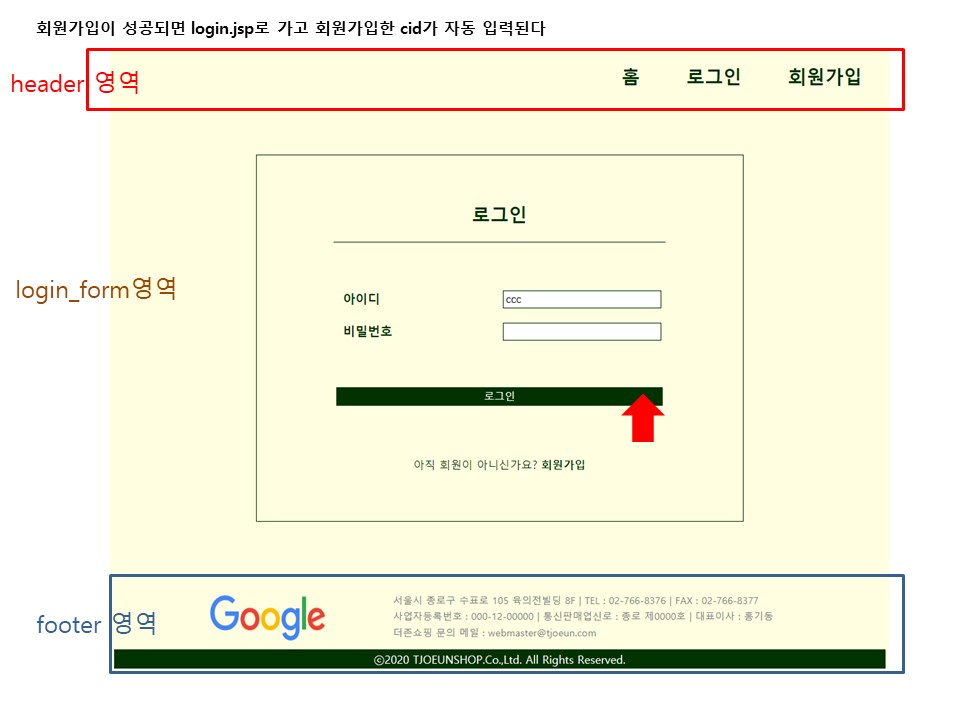 회원가입이 성공되면 login.jsp로 가고 회원가입한 cid가 자동 입력된다
header 영역
홈 로그인 회원가입
로그인
login_form영역
아이디 ccc
비밀번호
로그인
아직 회원이 아니신가요? 회원가입
footer 영역
Google
서울시 종로구 수표로 105 육의전빌딩 8F | TEL : 02-766-8376 | FAX : 02-766-8377
사업자등록번호 : 000-12-00000 | 통신판매업신로 : 종로 제0000호 | 대표이사 : 홍기동
더존쇼핑 문의 메일 : webmaster@tjoeun.com
ⓒ2020 TJOEUNSHOP.Co.,Ltd. All Rights Reserved.